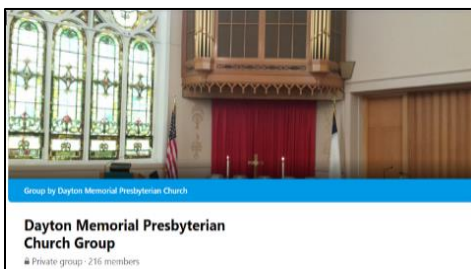 Group by Dayton Memorial Presbyterian Church
Dayton Memorial Presbyterian
Church Group
Private group · 216 members